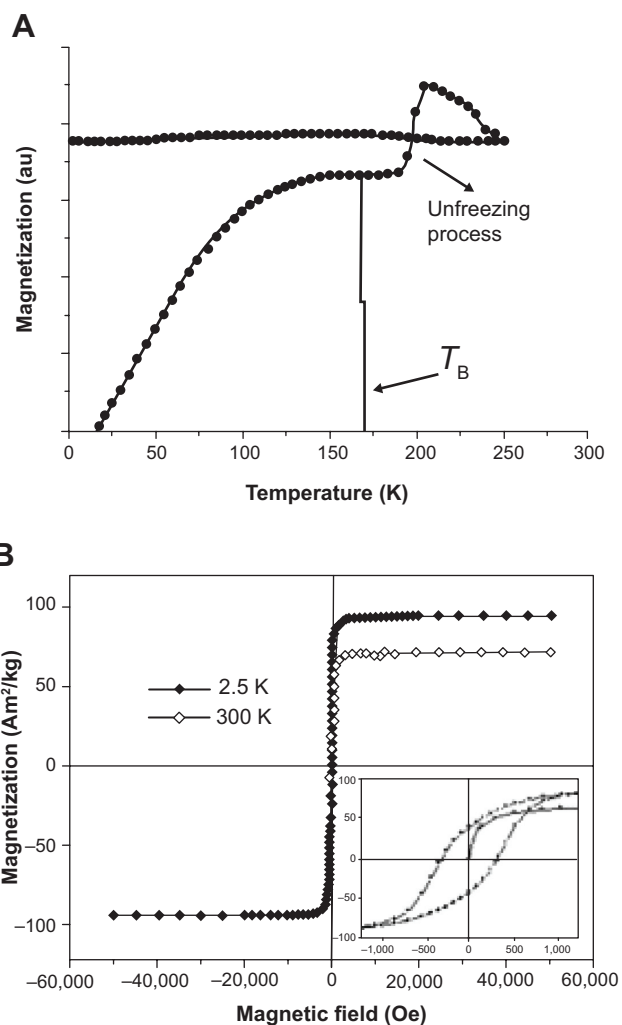 A
Magnetization (au)
Unfreezing
process
T_B
0 50 100 150 200 250 300
Temperature (K)
B
Magnetization (Am²/kg)
100
50
0
−50
−100
2.5 K
300 K
100
50
0
−50
−100
−1,000 −500 0 500 1,000
−60,000 −40,000 −20,000 0 20,000 40,000 60,000
Magnetic field (Oe)